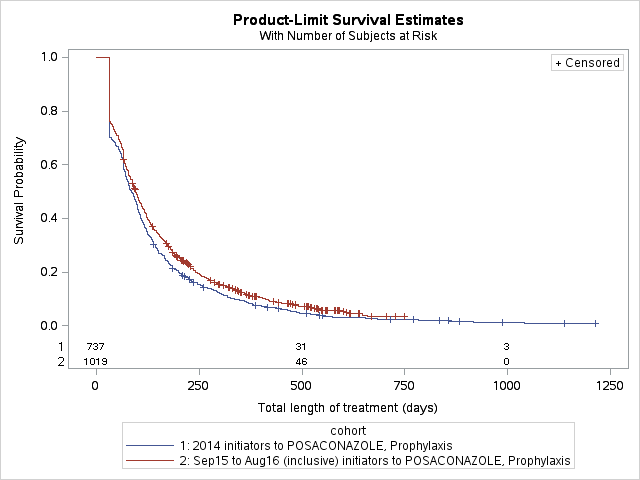 Product-Limit Survival Estimates
With Number of Subjects at Risk
+ Censored
Survival Probability
1.0
0.8
0.6
0.4
0.2
0.0
1 737 31 3
2 1019 46 0
0 250 500 750 1000 1250
Total length of treatment (days)
cohort
1: 2014 initiators to POSACONAZOLE, Prophylaxis
2: Sep15 to Aug16 (inclusive) initiators to POSACONAZOLE, Prophylaxis